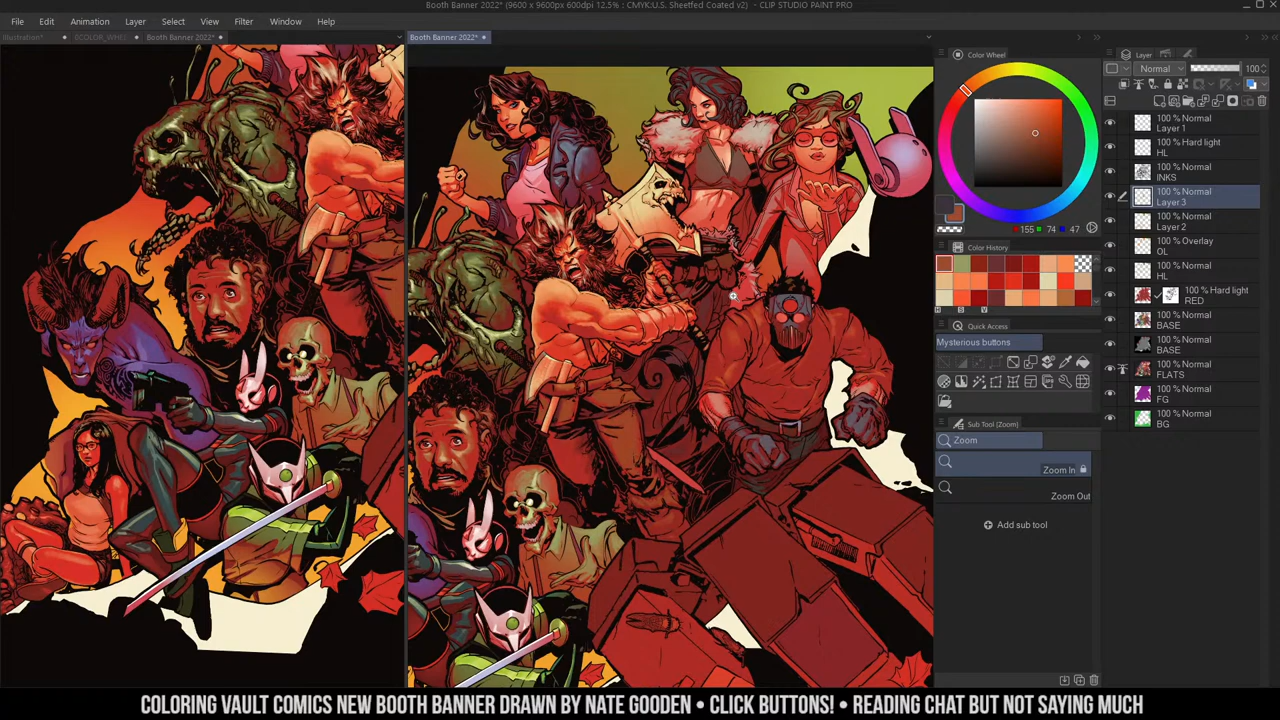 Booth Banner 2022* (9600 x 9600px 600dpi 12.5% : CMYK:U.S. Sheetfed Coated v2) - CLIP STUDIO PAINT PRO
File Edit Animation Layer Select View Filter Window Help
Illustration* Booth Banner 2022* Booth Banner 2022*
Color Wheel
155 74 47
Color History
H S V
Quick Access
Mysterious buttons
Sub Tool (Zoom)
Zoom
Zoom In
Zoom Out
Add sub tool
Layer
Normal 100
100 % Normal
Layer 1
100 % Hard light
HL
100 % Normal
INKS
100 % Normal
Layer 3
100 % Normal
Layer 2
100 % Overlay
OL
100 % Normal
HL
100 % Hard light
RED
100 % Normal
BASE
100 % Normal
BASE
100 % Normal
FLATS
100 % Normal
FG
100 % Normal
BG
COLORING VAULT COMICS NEW BOOTH BANNER DRAWN BY NATE GOODEN • CLICK BUTTONS! • READING CHAT BUT NOT SAYING MUCH